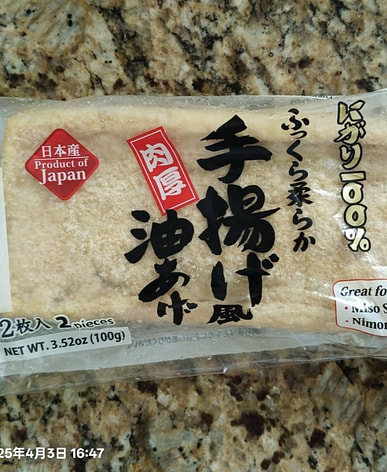 にがり100%
ふっくら柔らか
手揚げ風
油あげ
肉厚
日本産
Product of
Japan
2枚入 2 pieces
NET WT. 3.52oz (100g)
Great fo
・Miso S
・Nimon
25年4月3日 16:47